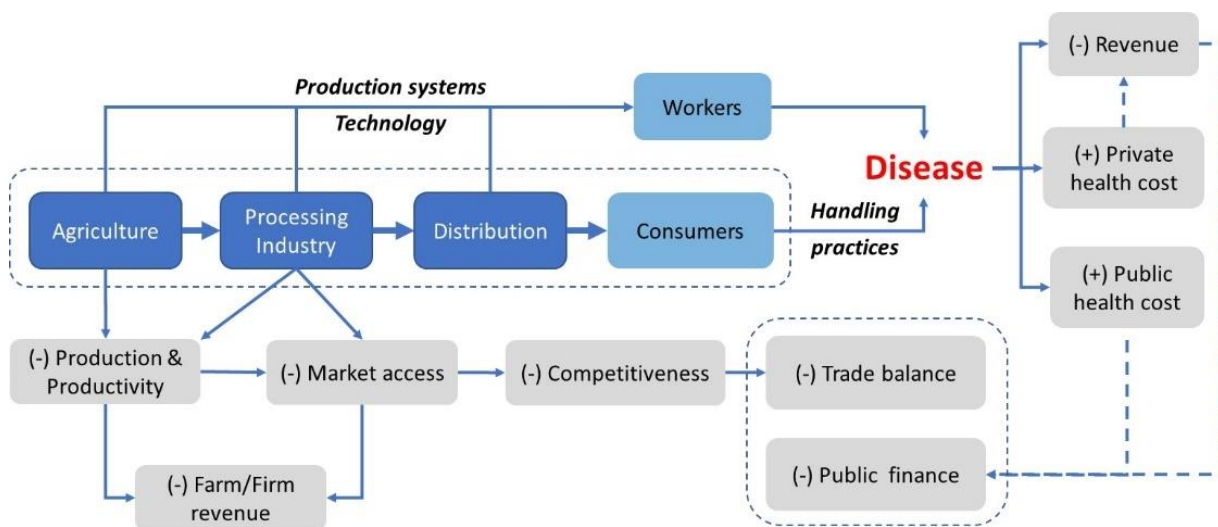 (-) Revenue
Production systems
Technology
Workers
(+) Private
health cost
Disease
Agriculture
Processing
Industry
Distribution
Consumers
Handling
practices
(+) Public
health cost
(-) Production &
Productivity
(-) Market access
(-) Competitiveness
(-) Trade balance
(-) Public finance
(-) Farm/Firm
revenue